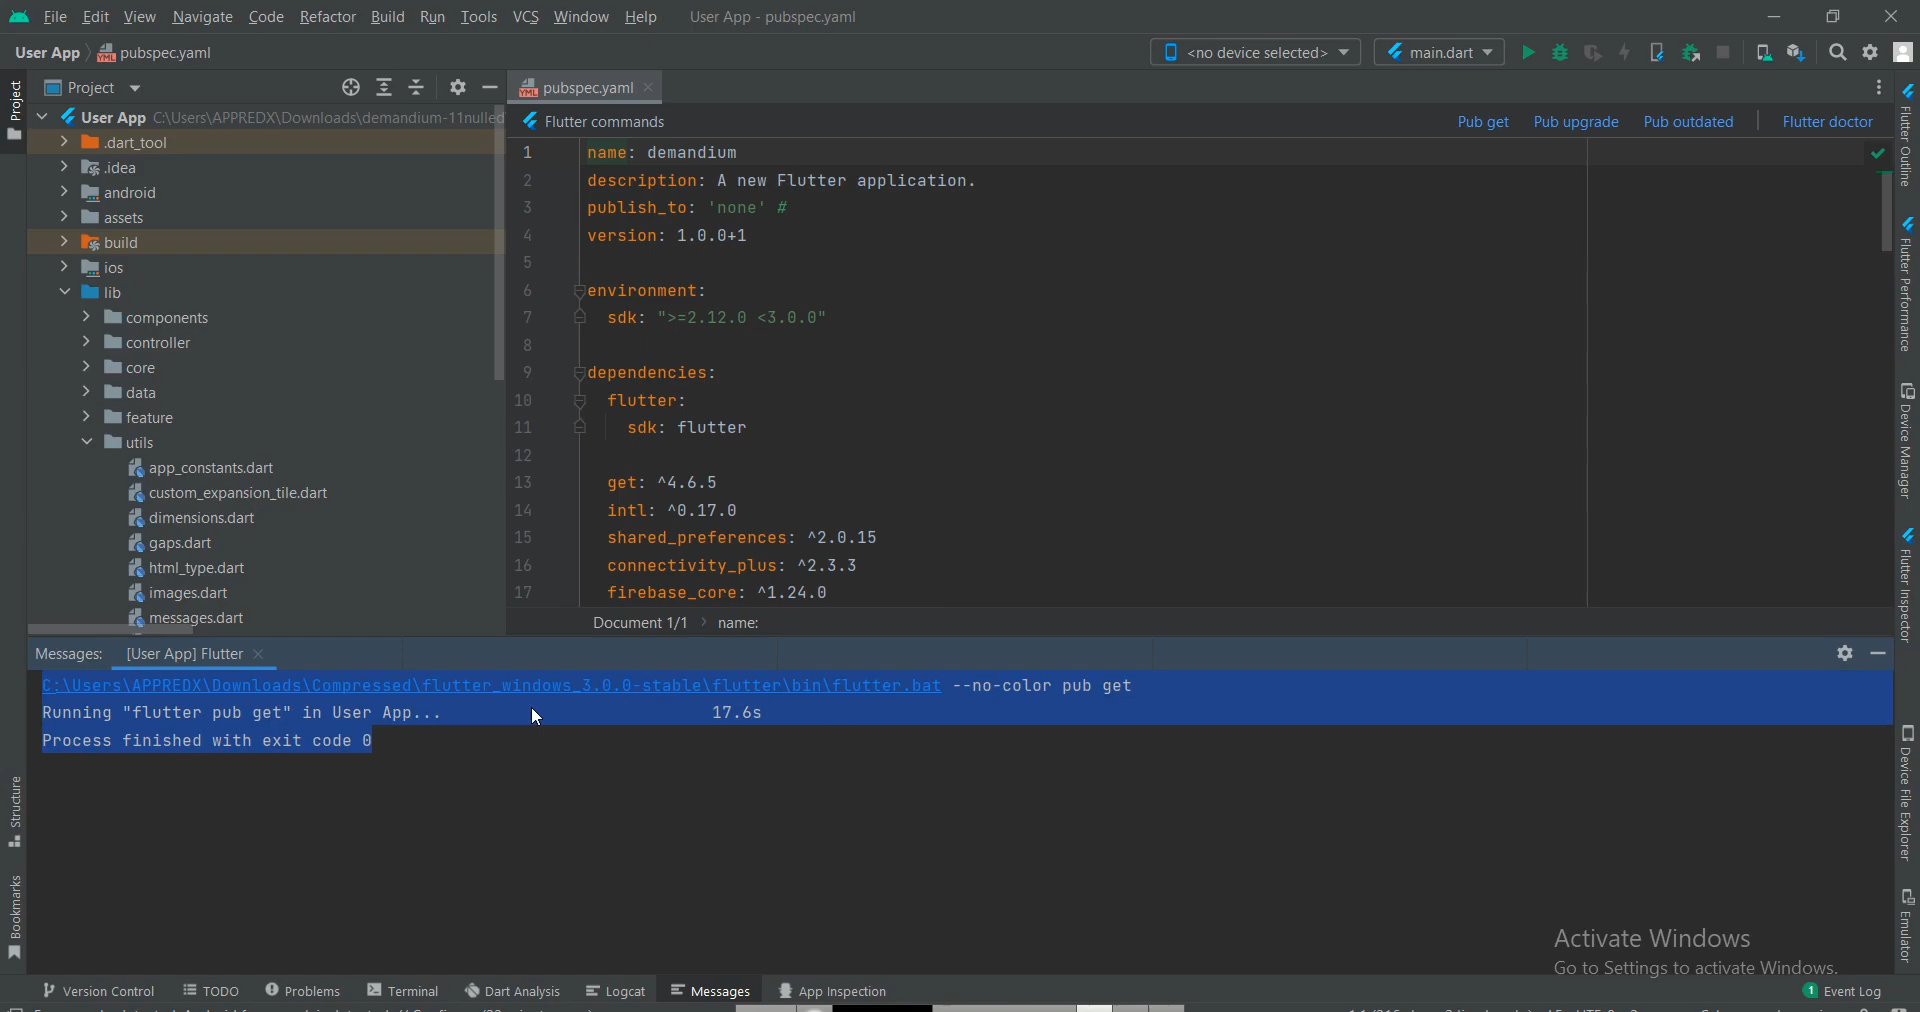 File Edit View Navigate Code Refactor Build Run Tools VCS Window Help User App - pubspec.yaml
User App pubspec.yaml <no device selected> main.dart
Project
pubspec.yaml
User App C:\Users\APPREDX\Downloads\demandium-11nulled
.dart_tool
.idea
android
assets
build
ios
lib
components
controller
core
data
feature
utils
app_constants.dart
custom_expansion_tile.dart
dimensions.dart
gaps.dart
html_type.dart
images.dart
messages.dart
Flutter commands Pub get Pub upgrade Pub outdated Flutter doctor
1 name: demandium
2 description: A new Flutter application.
3 publish_to: 'none' #
4 version: 1.0.0+1
5
6 environment:
7 sdk: ">=2.12.0 <3.0.0"
8
9 dependencies:
10 flutter:
11 sdk: flutter
12
13 get: ^4.6.5
14 intl: ^0.17.0
15 shared_preferences: ^2.0.15
16 connectivity_plus: ^2.3.3
17 firebase_core: ^1.24.0
Document 1/1 name:
Messages: [User App] Flutter
C:\Users\APPREDX\Downloads\Compressed\flutter_windows_3.0.0-stable\flutter\bin\flutter.bat --no-color pub get
Running "flutter pub get" in User App... 17.6s
Process finished with exit code 0
Project
Structure
Bookmarks
Flutter Outline
Flutter Performance
Device Manager
Flutter Inspector
Device File Explorer
Emulator
Activate Windows
Go to Settings to activate Windows.
Version Control TODO Problems Terminal Dart Analysis Logcat Messages App Inspection 1 Event Log